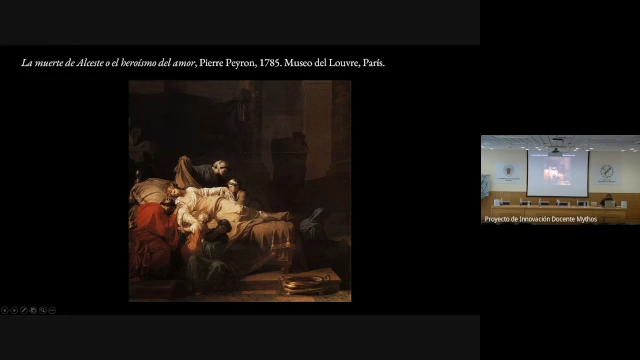 La muerte de Alceste o el heroísmo del amor, Pierre Peyron, 1785. Museo del Louvre, París.
Proyecto de Innovación Docente Mythos